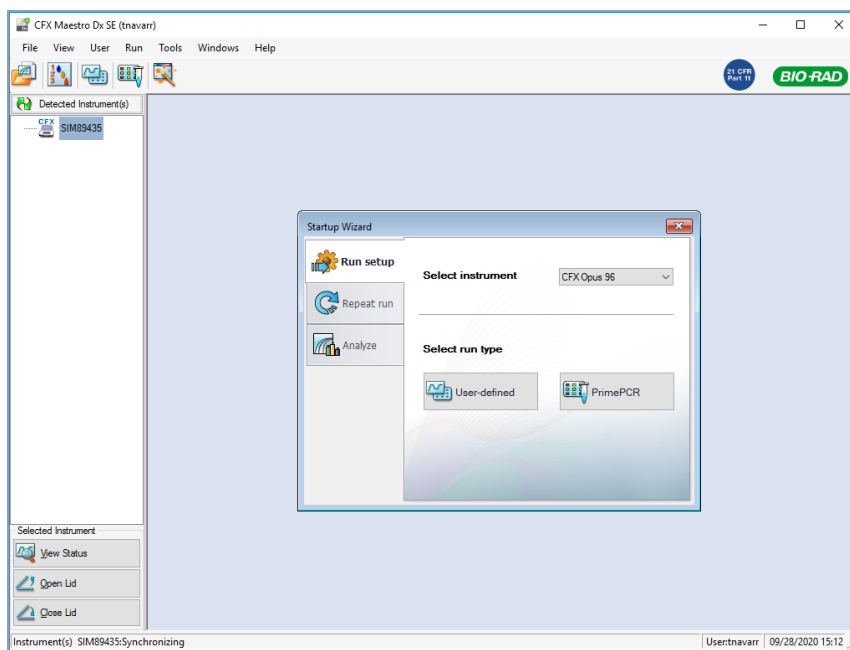 CFX Maestro Dx SE (tnavarr)
File View User Run Tools Windows Help
21 CFR
Part 11
BIO-RAD
Detected Instrument(s)
CFX
SIM89435
Startup Wizard
Run setup
Repeat run
Analyze
Select instrument
CFX Opus 96
Select run type
User-defined
PrimePCR
Selected Instrument
View Status
Open Lid
Close Lid
Instrument(s) SIM89435:Synchronizing
User:tnavarr 09/28/2020 15:12